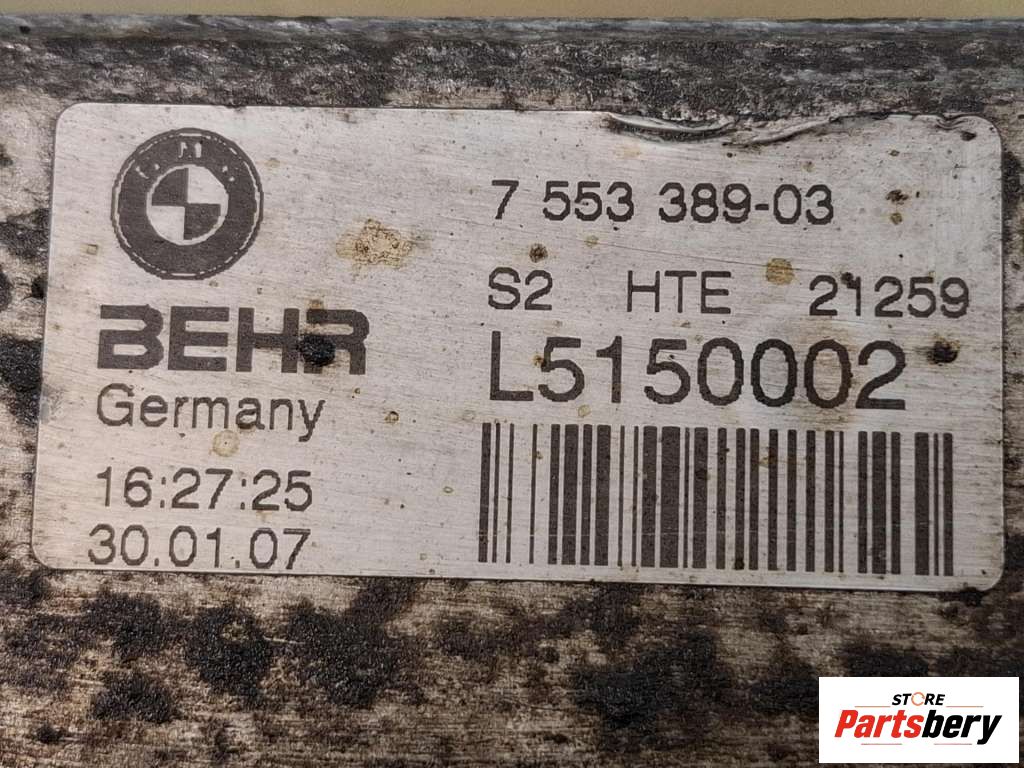 7 553 389-03
S2 HTE 21259
BEHR
L5150002
Germany
16:27:25
30.01.07
STORE
Partsbery